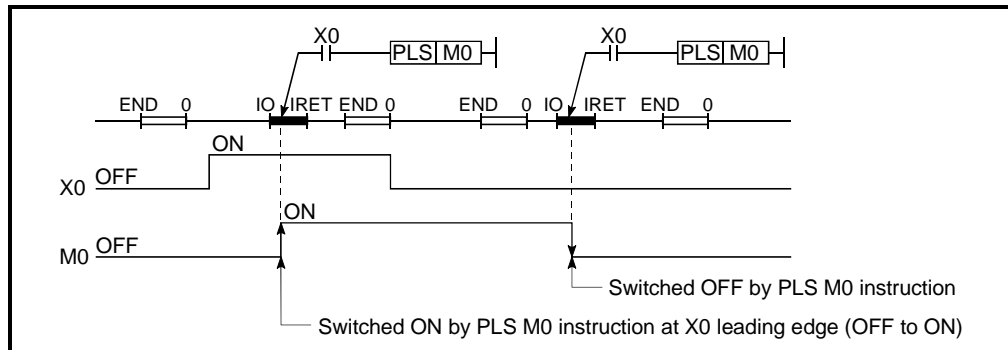 X0 X0
PLS M0 PLS M0
END 0 IO IRET END 0 END 0 IO IRET END 0
ON
X0 OFF
ON
M0 OFF
Switched OFF by PLS M0 instruction
Switched ON by PLS M0 instruction at X0 leading edge (OFF to ON)